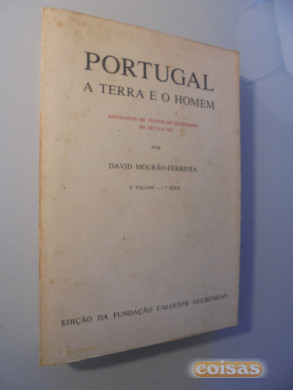 PORTUGAL
A TERRA E O HOMEM
ANTOLOGIA DE TEXTOS DE ESCRITORES
DO SÉCULO XX
POR
DAVID MOURÃO-FERREIRA
II VOLUME — 1.ª SÉRIE
EDIÇÃO DA FUNDAÇÃO CALOUSTE GULBENKIAN
coisas